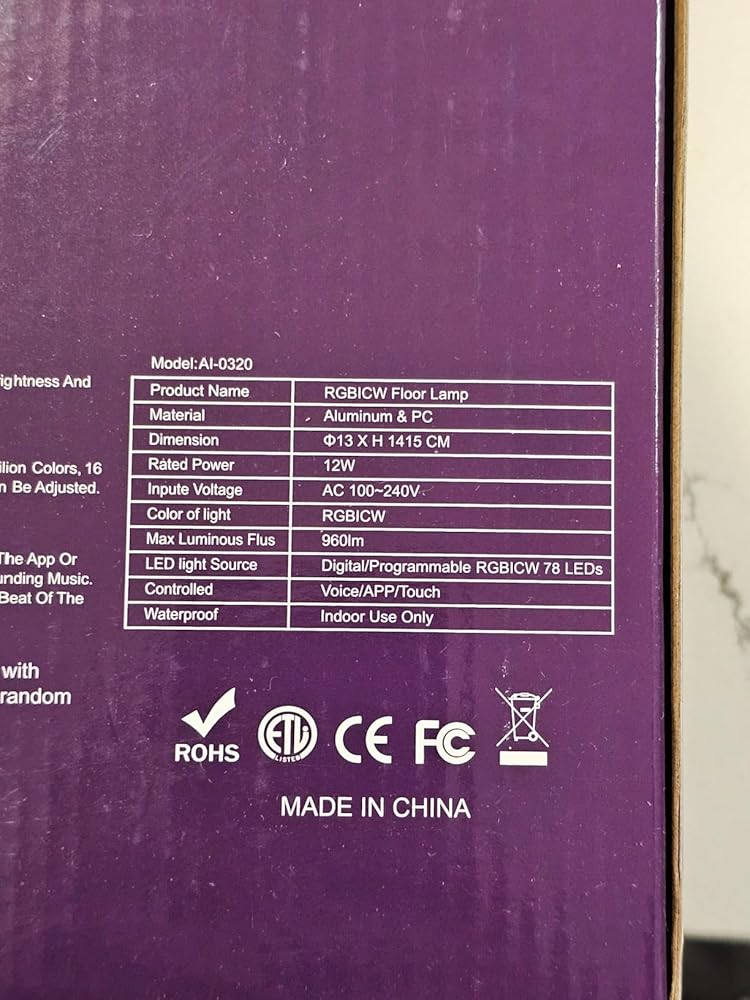 ightness And
ilion Colors, 16
n Be Adjusted.
The App Or
unding Music.
Beat Of The
with
random
Model:AI-0320
Product Name RGBICW Floor Lamp
Material Aluminum & PC
Dimension Φ13 X H 1415 CM
Rated Power 12W
Inpute Voltage AC 100~240V
Color of light RGBICW
Max Luminous Flus 960lm
LED light Source Digital/Programmable RGBICW 78 LEDs
Controlled Voice/APP/Touch
Waterproof Indoor Use Only
ROHS ETL LISTED CE FC
MADE IN CHINA